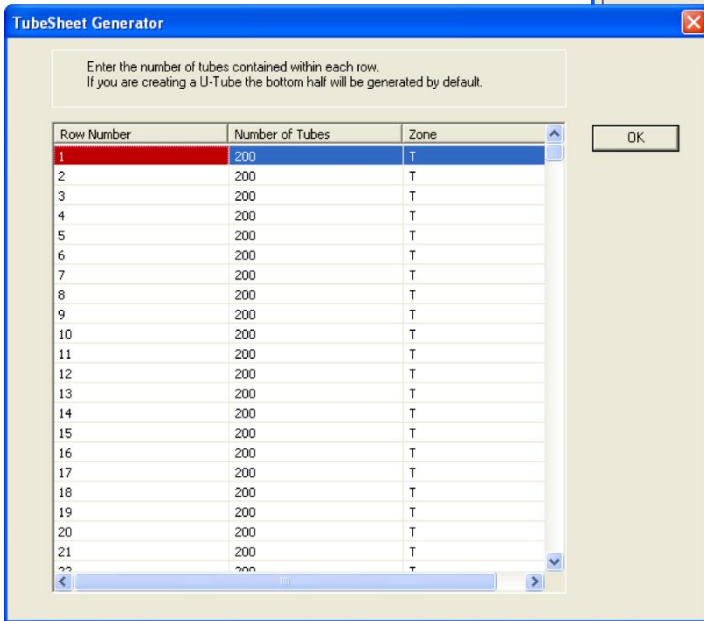 TubeSheet Generator
Enter the number of tubes contained within each row.
If you are creating a U-Tube the bottom half will be generated by default.
Row Number Number of Tubes Zone
OK
1 200 T
2 200 T
3 200 T
4 200 T
5 200 T
6 200 T
7 200 T
8 200 T
9 200 T
10 200 T
11 200 T
12 200 T
13 200 T
14 200 T
15 200 T
16 200 T
17 200 T
18 200 T
19 200 T
20 200 T
21 200 T
22 200 T